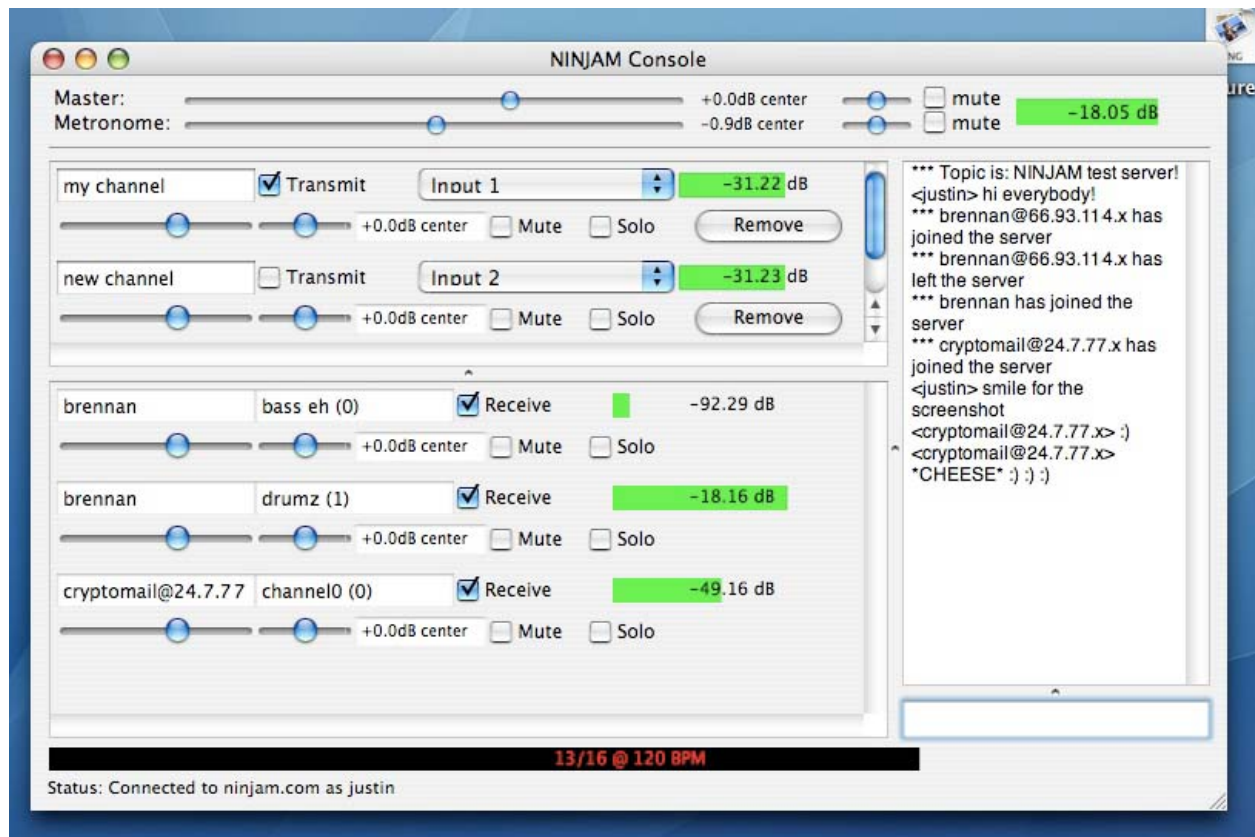 NG
NINJAM Console
ure
Master: +0.0dB center mute
Metronome: -0.9dB center mute
-18.05 dB
my channel Transmit Input 1 -31.22 dB
+0.0dB center Mute Solo Remove
new channel Transmit Input 2 -31.23 dB
+0.0dB center Mute Solo Remove
brennan bass eh (0) Receive -92.29 dB
+0.0dB center Mute Solo
brennan drumz (1) Receive -18.16 dB
+0.0dB center Mute Solo
cryptomail@24.7.77 channel0 (0) Receive -49.16 dB
+0.0dB center Mute Solo
*** Topic is: NINJAM test server!
<justin> hi everybody!
*** brennan@66.93.114.x has
joined the server
*** brennan@66.93.114.x has
left the server
*** brennan has joined the
server
*** cryptomail@24.7.77.x has
joined the server
<justin> smile for the
screenshot
<cryptomail@24.7.77.x> :)
<cryptomail@24.7.77.x>
*CHEESE* :) :) :)
13/16 @ 120 BPM
Status: Connected to ninjam.com as justin